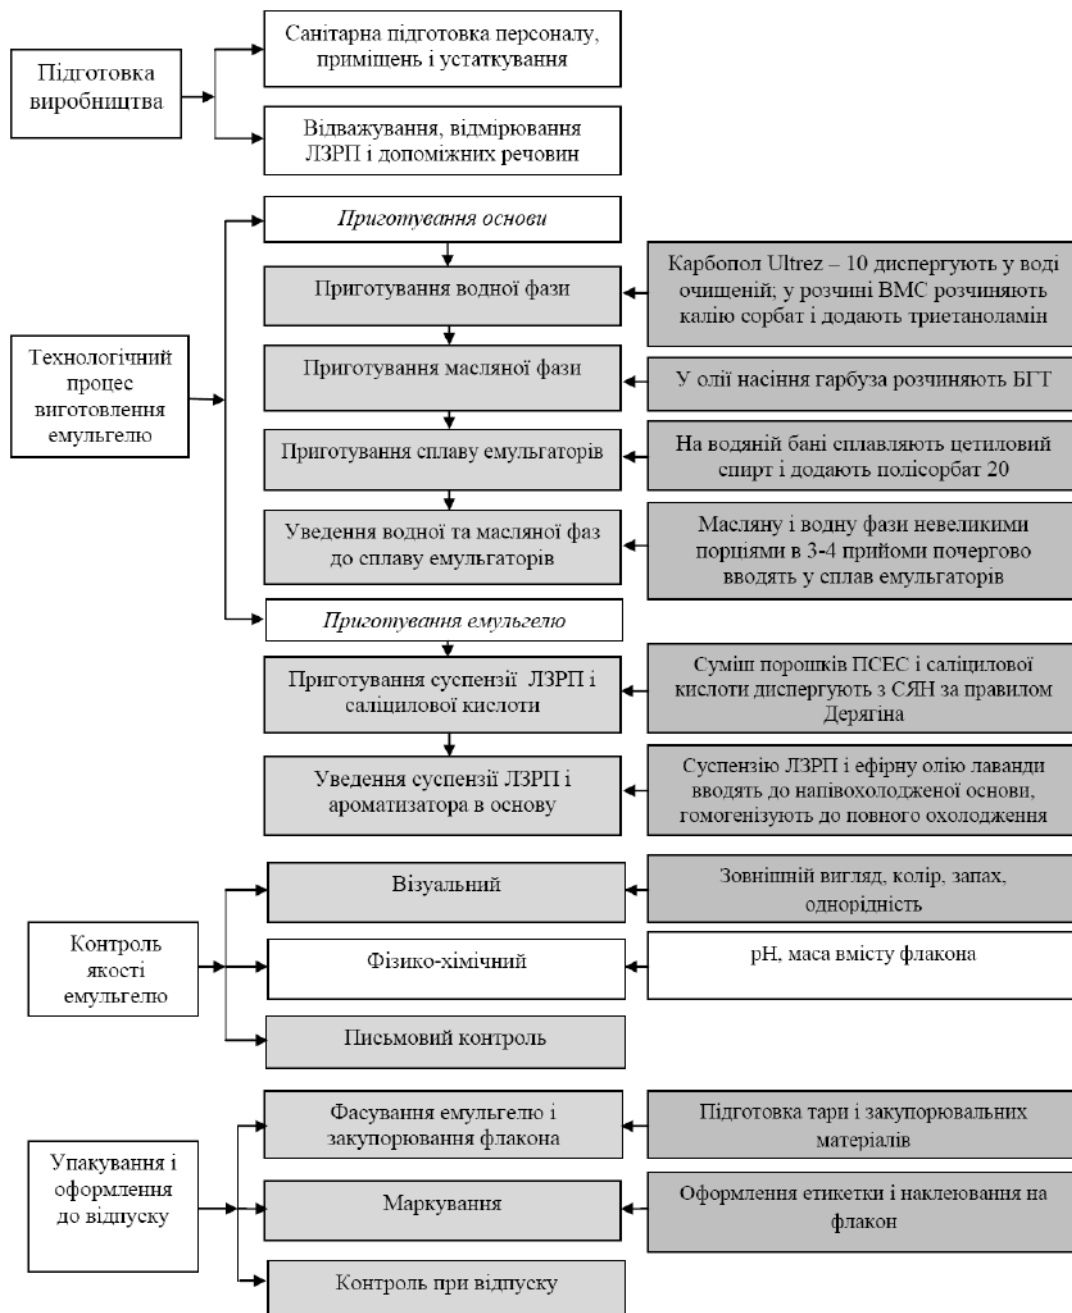 Підготовка
виробництва
Санітарна підготовка персоналу,
приміщень і устаткування
Відважування, відмірювання
ЛЗРП і допоміжних речовин
Технологічний
процес
виготовлення
емульгелю
Приготування основи
Приготування водної фази
Карбопол Ultrez – 10 диспергують у воді
очищеній; у розчині ВМС розчиняють
калію сорбат і додають триетаноламін
Приготування масляної фази
У олії насіння гарбуза розчиняють БГТ
Приготування сплаву емульгаторів
На водяній бані сплавляють цетиловий
спирт і додають полісорбат 20
Уведення водної та масляної фаз
до сплаву емульгаторів
Масляну і водну фази невеликими
порціями в 3-4 прийоми почергово
вводять у сплав емульгаторів
Приготування емульгелю
Приготування суспензії ЛЗРП і
саліцилової кислоти
Суміш порошків ПСЕС і саліцилової
кислоти диспергують з СЯН за правилом
Дерягіна
Уведення суспензії ЛЗРП і
ароматизатора в основу
Суспензію ЛЗРП і ефірну олію лаванди
вводять до напівохолодженої основи,
гомогенізують до повного охолодження
Контроль
якості
емульгелю
Візуальний
Зовнішній вигляд, колір, запах,
однорідність
Фізико-хімічний
рН, маса вмісту флакона
Письмовий контроль
Упакування і
оформлення
до відпуску
Фасування емульгелю і
закупорювання флакона
Підготовка тари і закупорювальних
матеріалів
Маркування
Оформлення етикетки і наклеювання на
флакон
Контроль при відпуску